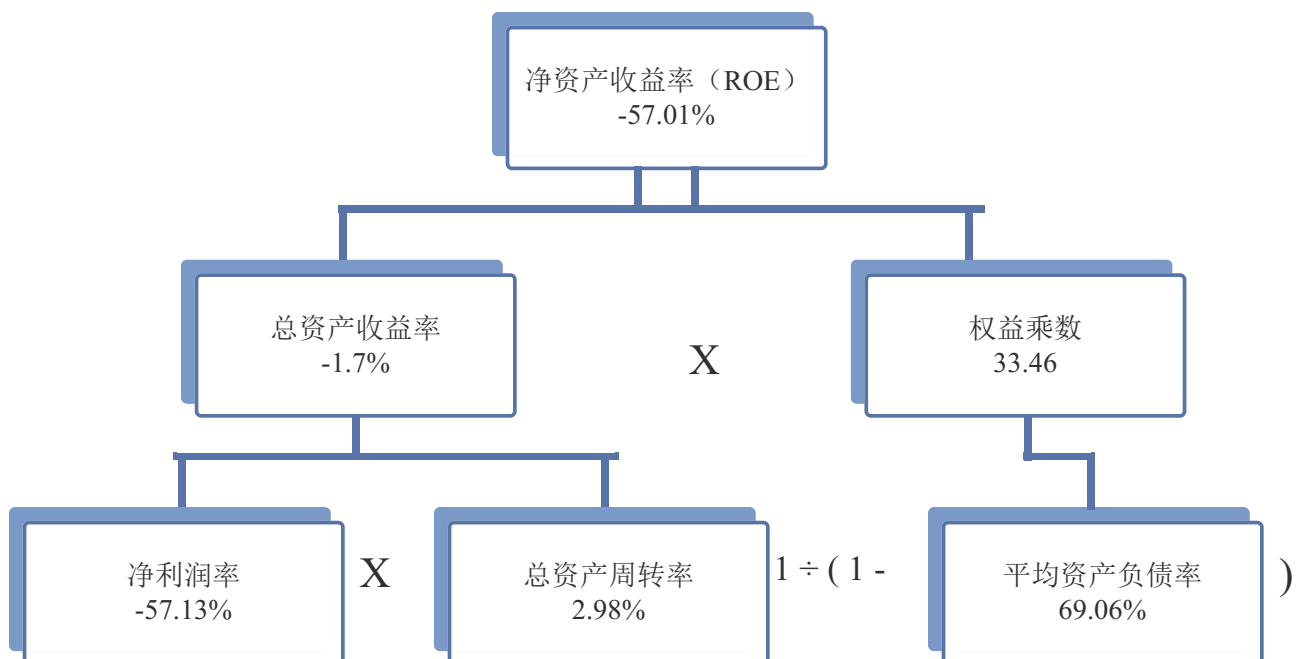 净资产收益率（ROE）
-57.01%
总资产收益率
-1.7%
X
权益乘数
33.46
净利润率
-57.13%
X
总资产周转率
2.98%
1 ÷ ( 1 -
平均资产负债率
69.06%
)